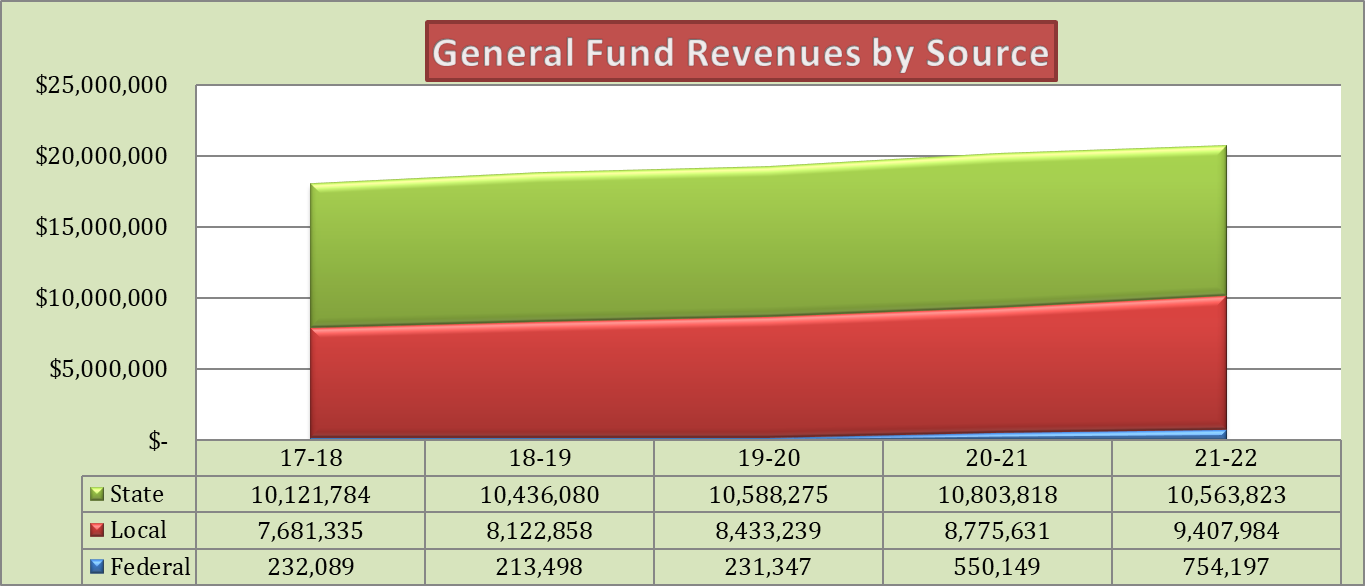 General Fund Revenues by Source
$25,000,000
$20,000,000
$15,000,000
$10,000,000
$5,000,000
$-
17-18 18-19 19-20 20-21 21-22
State 10,121,784 10,436,080 10,588,275 10,803,818 10,563,823
Local 7,681,335 8,122,858 8,433,239 8,775,631 9,407,984
Federal 232,089 213,498 231,347 550,149 754,197